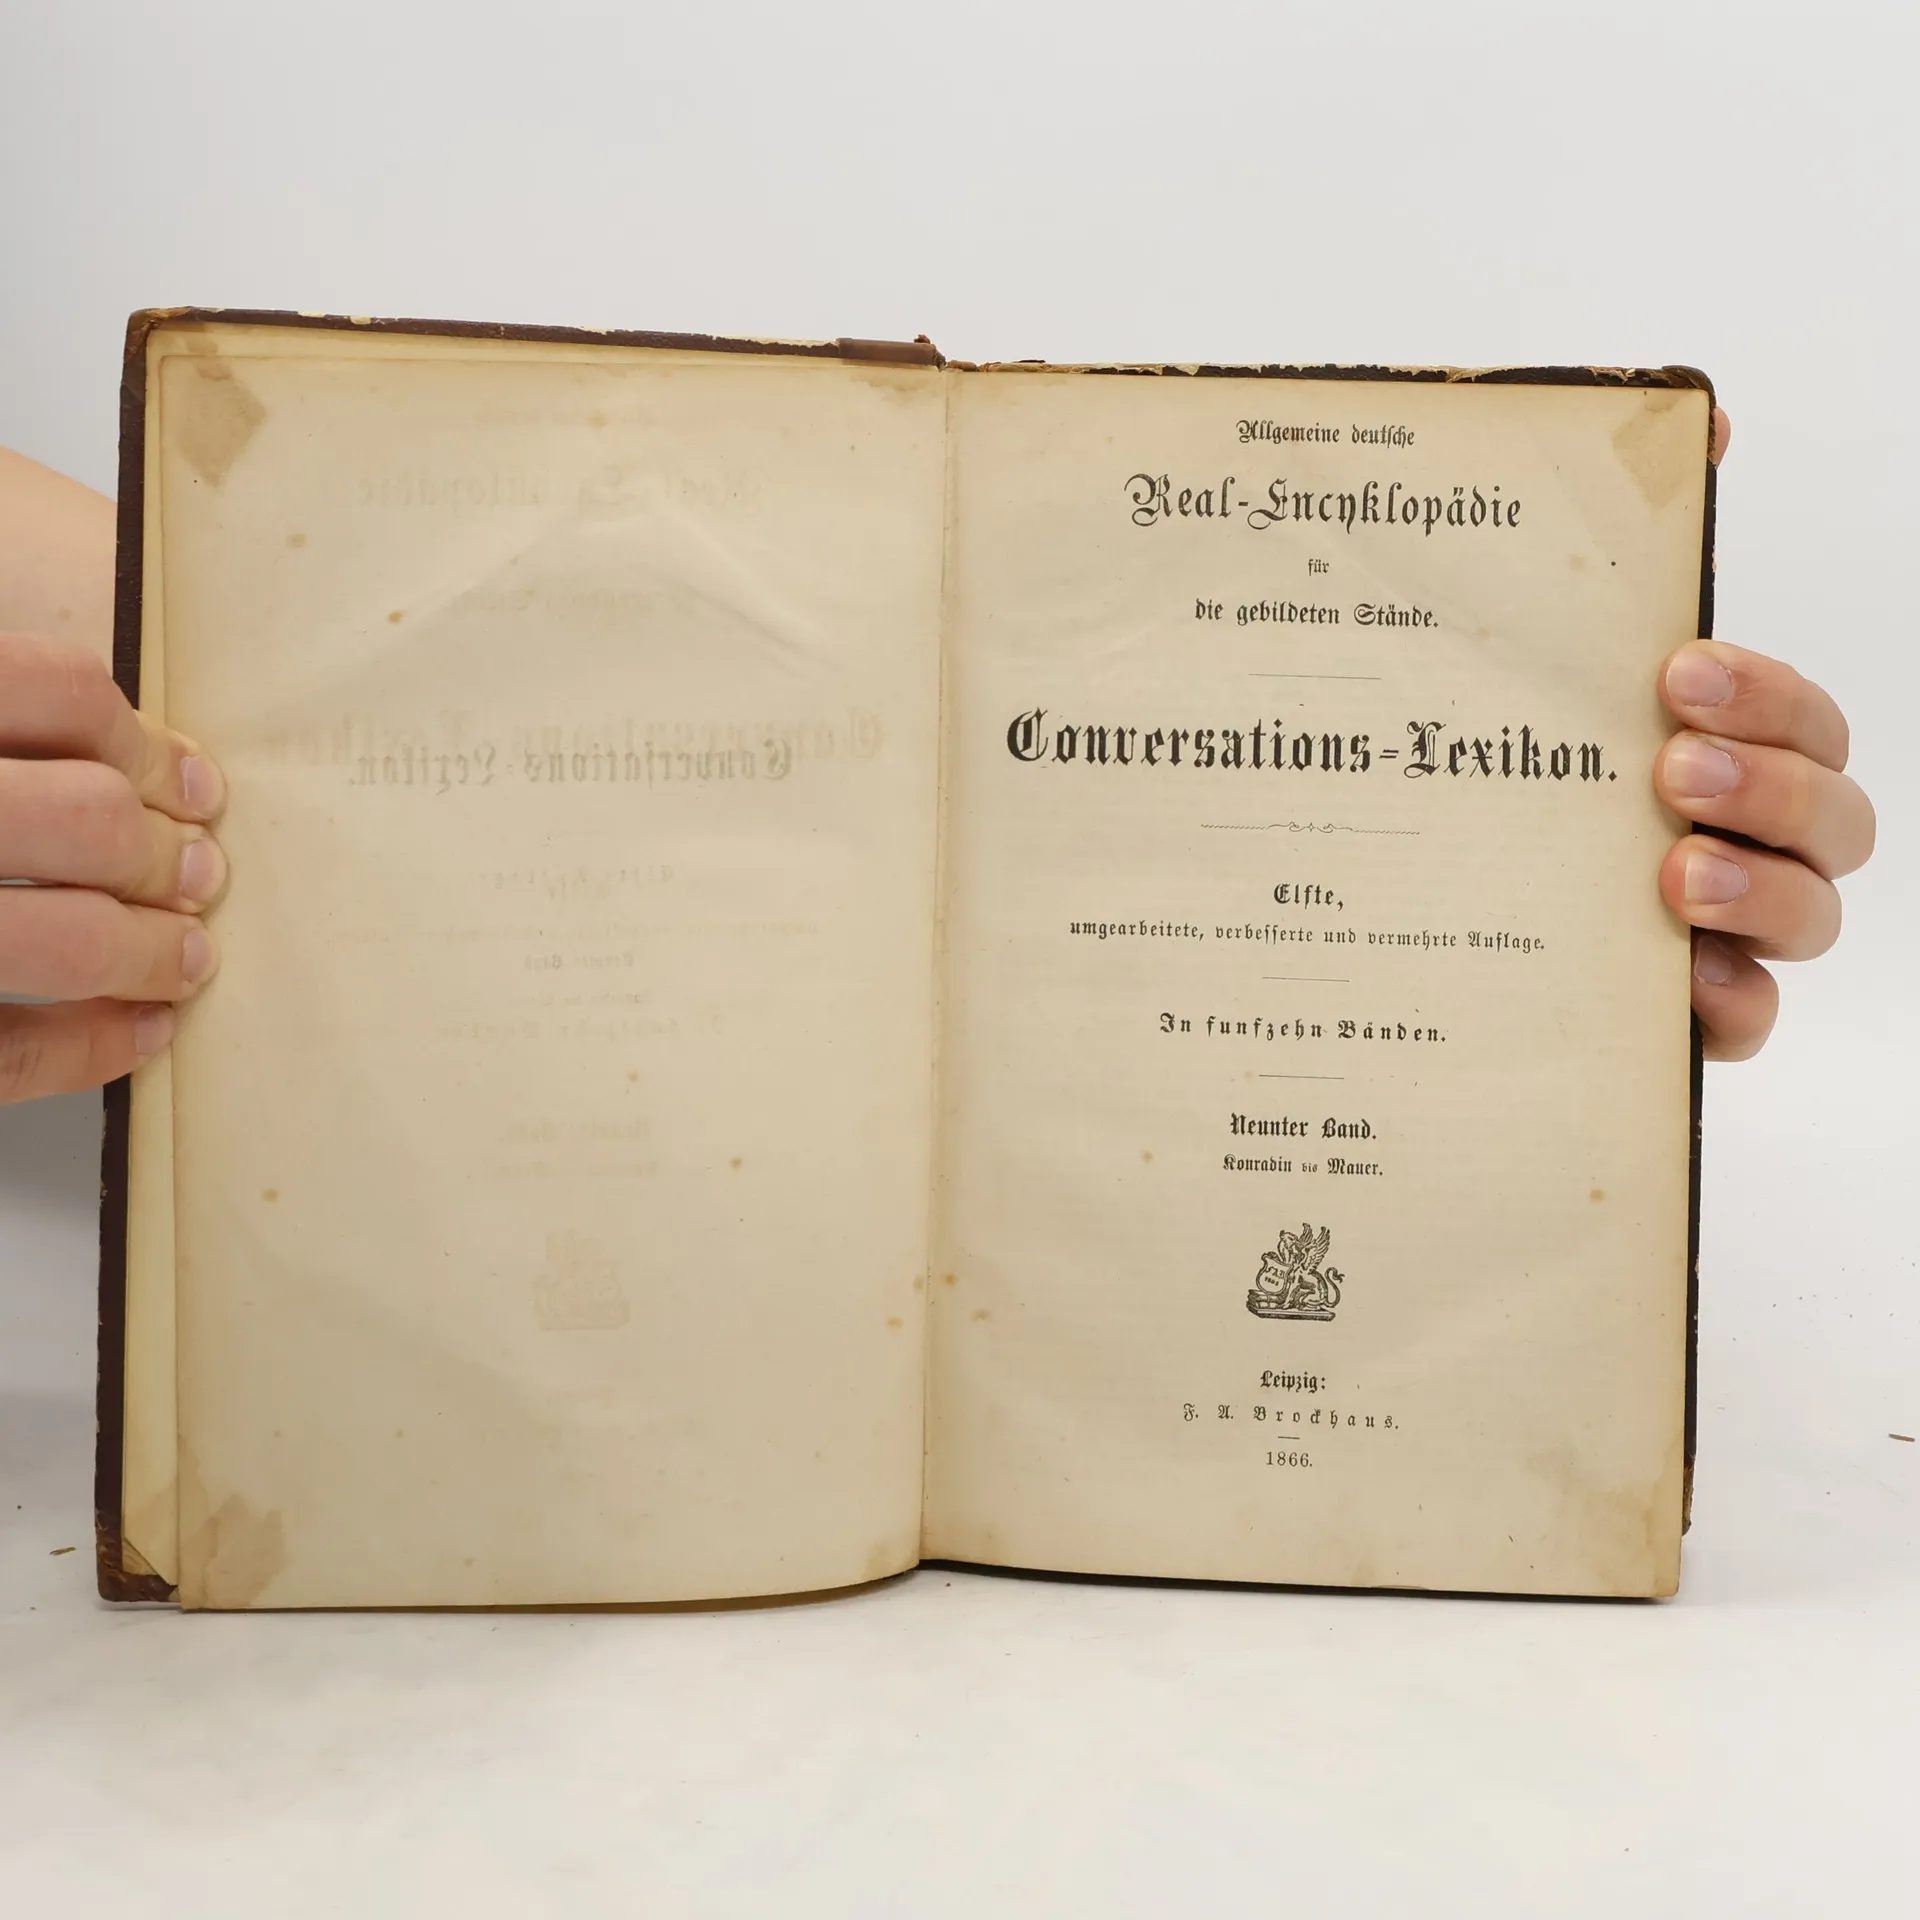 Allgemeine deutsche
Real-Encyklopädie
für
die gebildeten Stände.
Conversations-Lexikon.
Elfte,
umgearbeitete, verbesserte und vermehrte Auflage.
In funfzehn Bänden.
Neunter Band.
Konradin bis Mauer.
Leipzig:
F. A. Brockhaus.
1866.